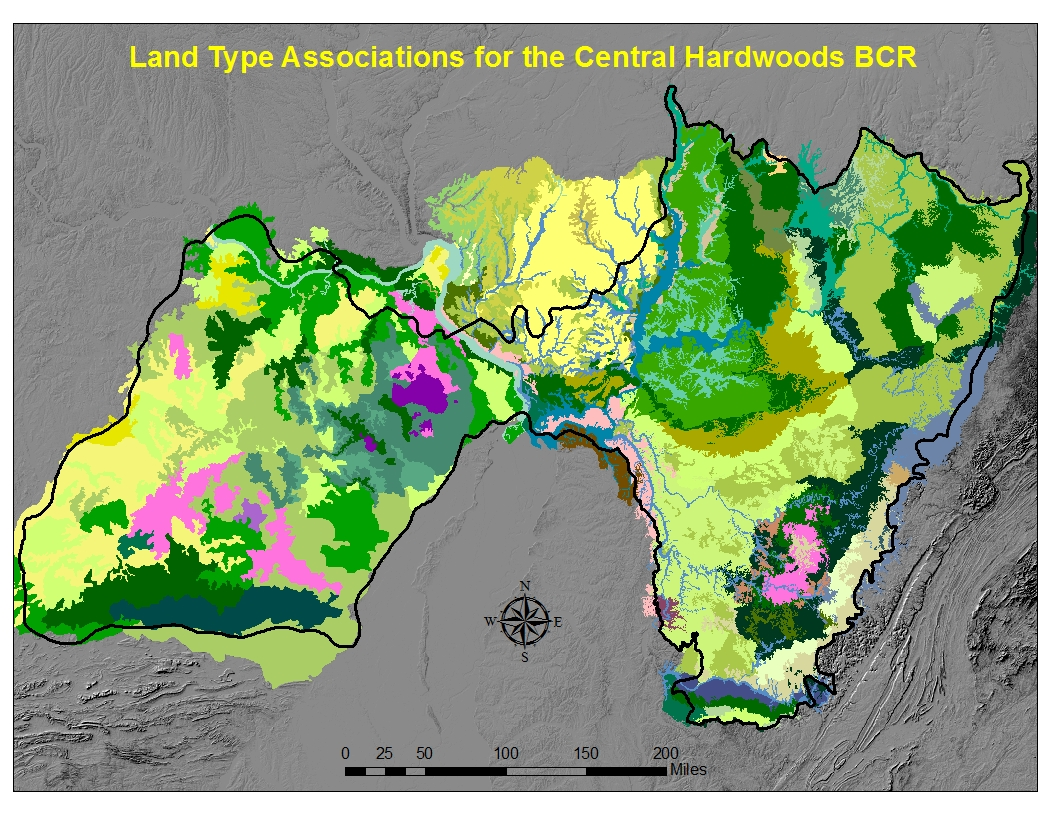 Land Type Associations for the Central Hardwoods BCR
N
W E
S
0 25 50 100 150 200
Miles